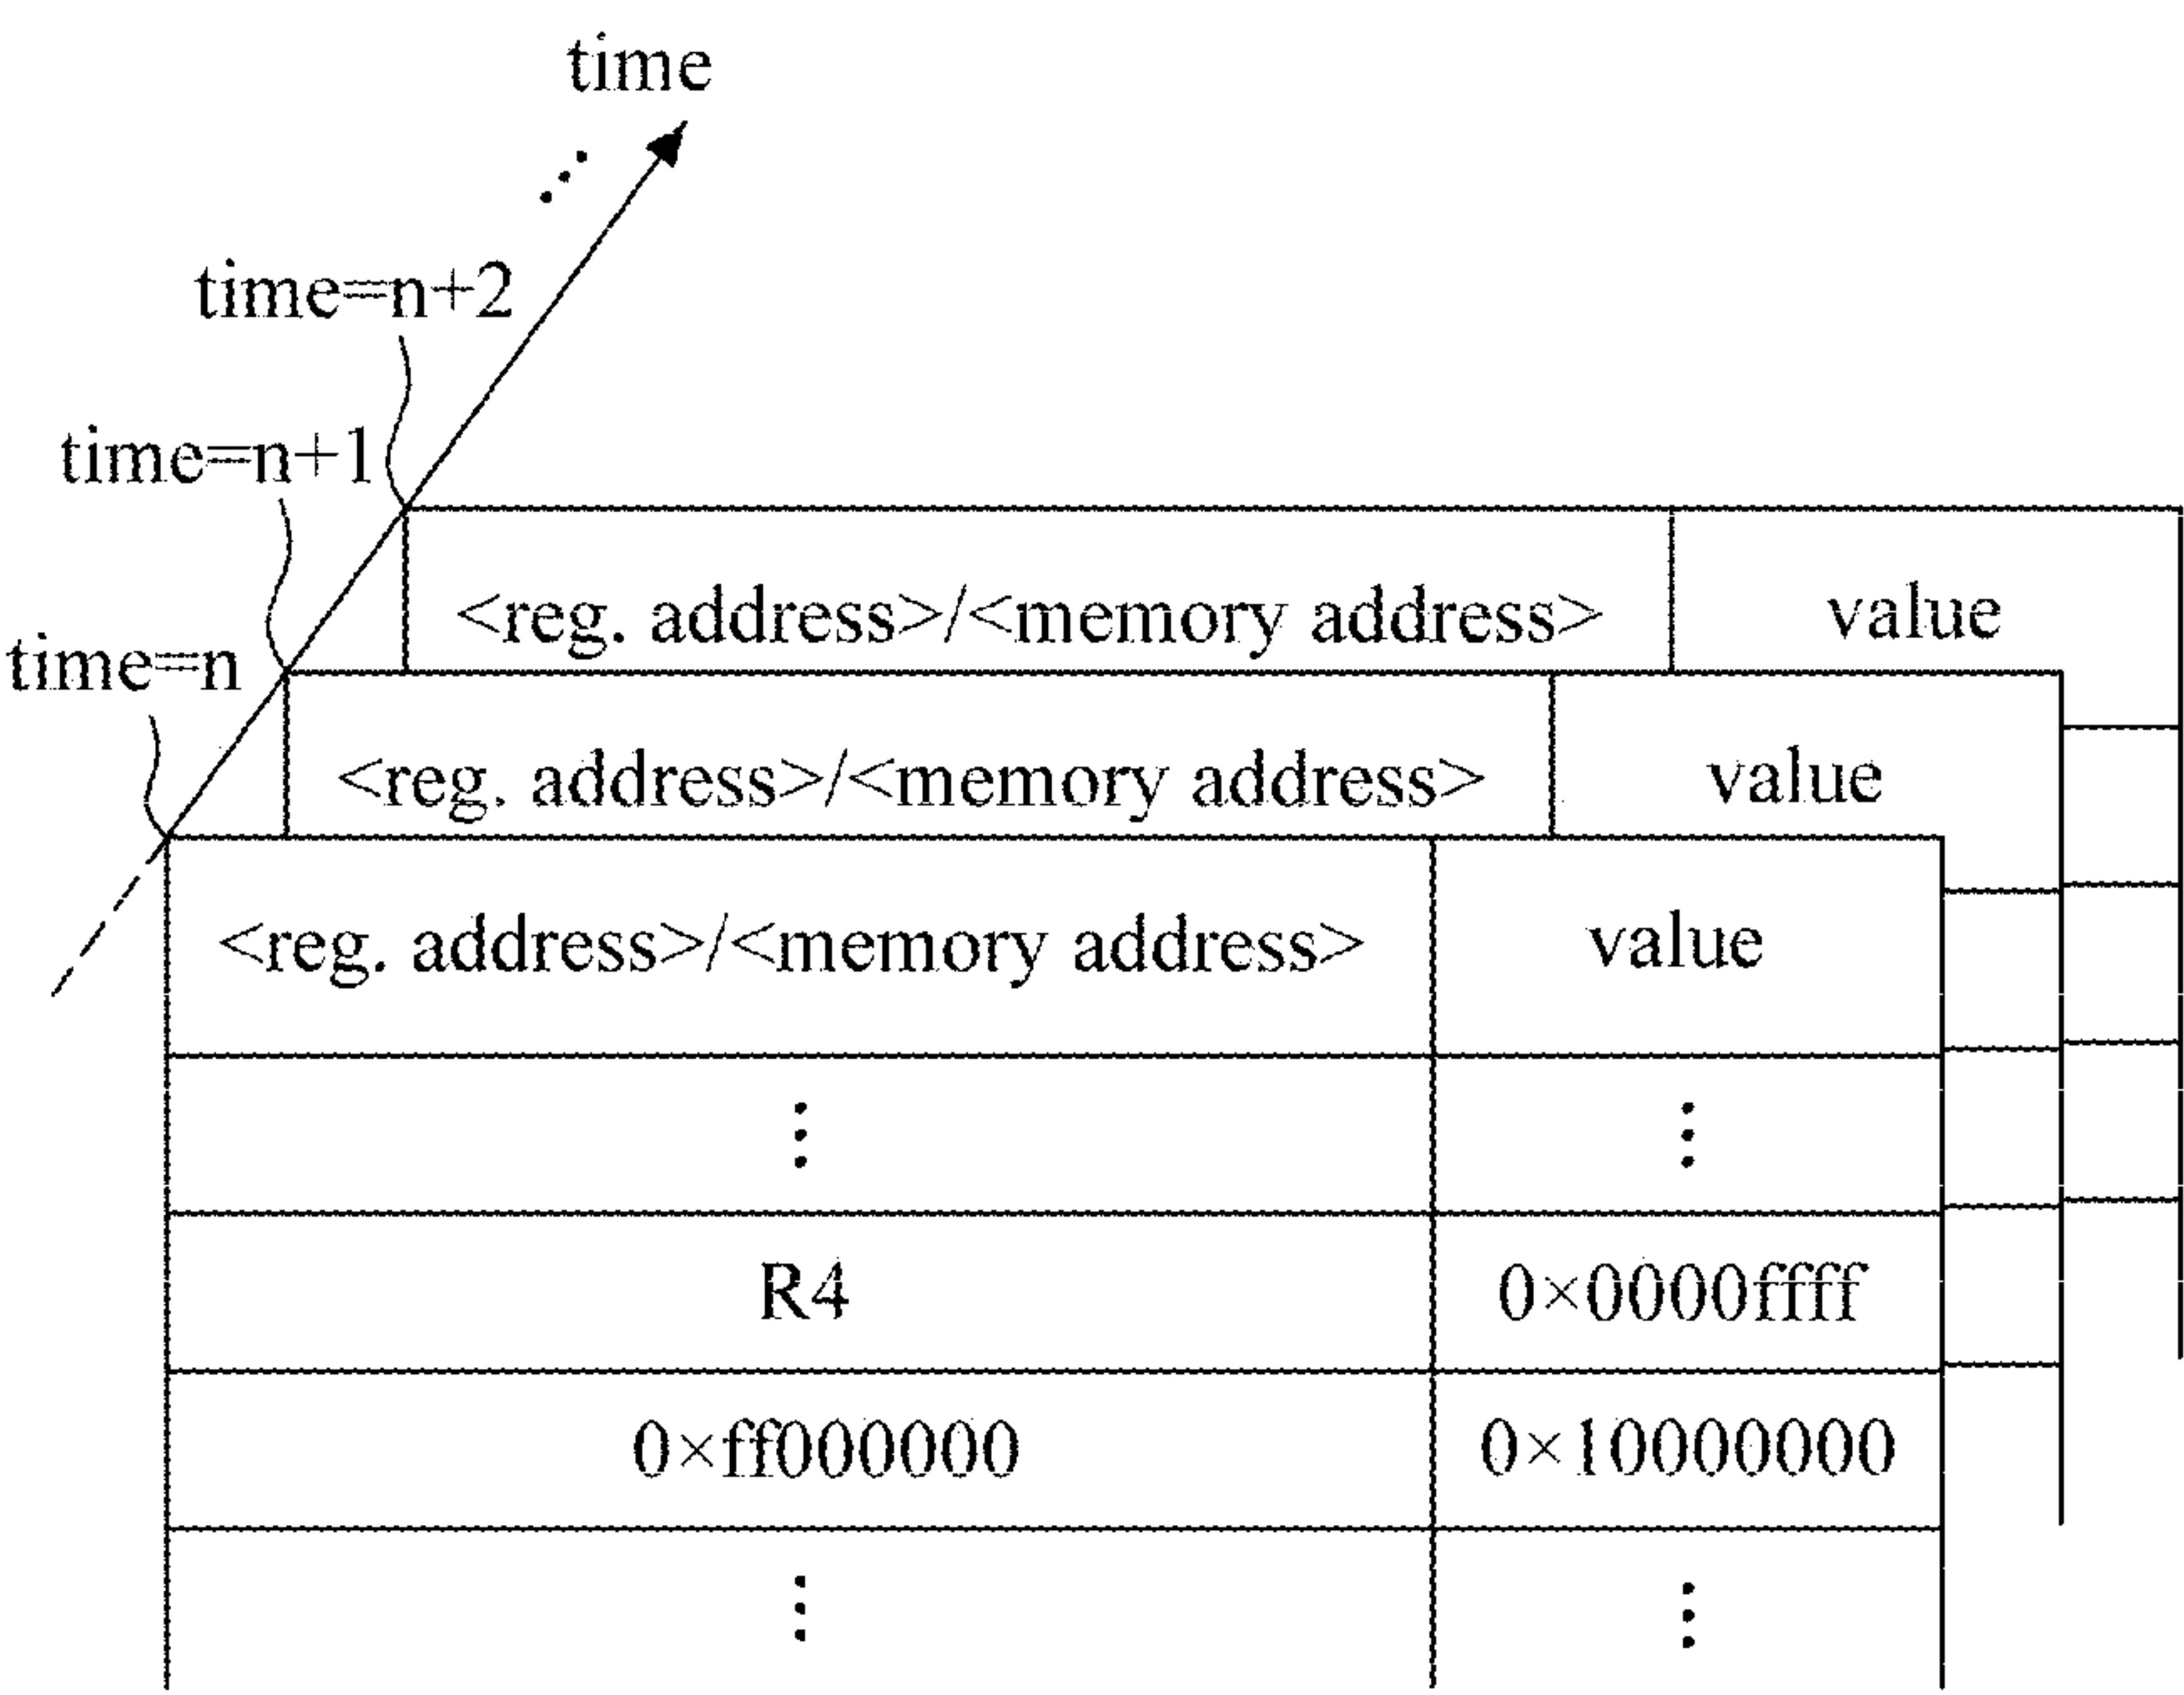 time
time=n+2
time=n+1
<reg. address>/<memory address> value
time=n
<reg. address>/<memory address> value
<reg. address>/<memory address> value
R4 0×0000ffff
0×ff000000 0×10000000